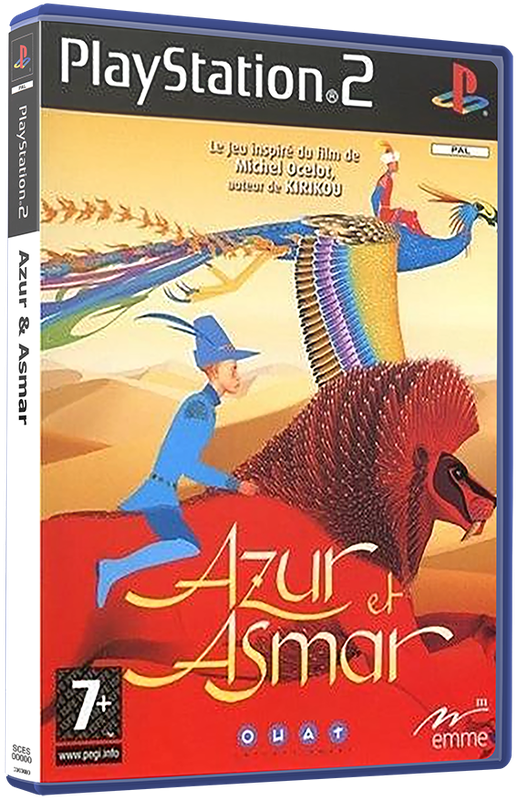 PlayStation®2
PAL
Le jeu inspiré du film de
Michel Ocelot,
auteur de KIRIKOU
Azur et
Asmar
7+
www.pegi.info
OUAT
emme
PAL
PlayStation®2
Azur & Asmar
SCES
00000